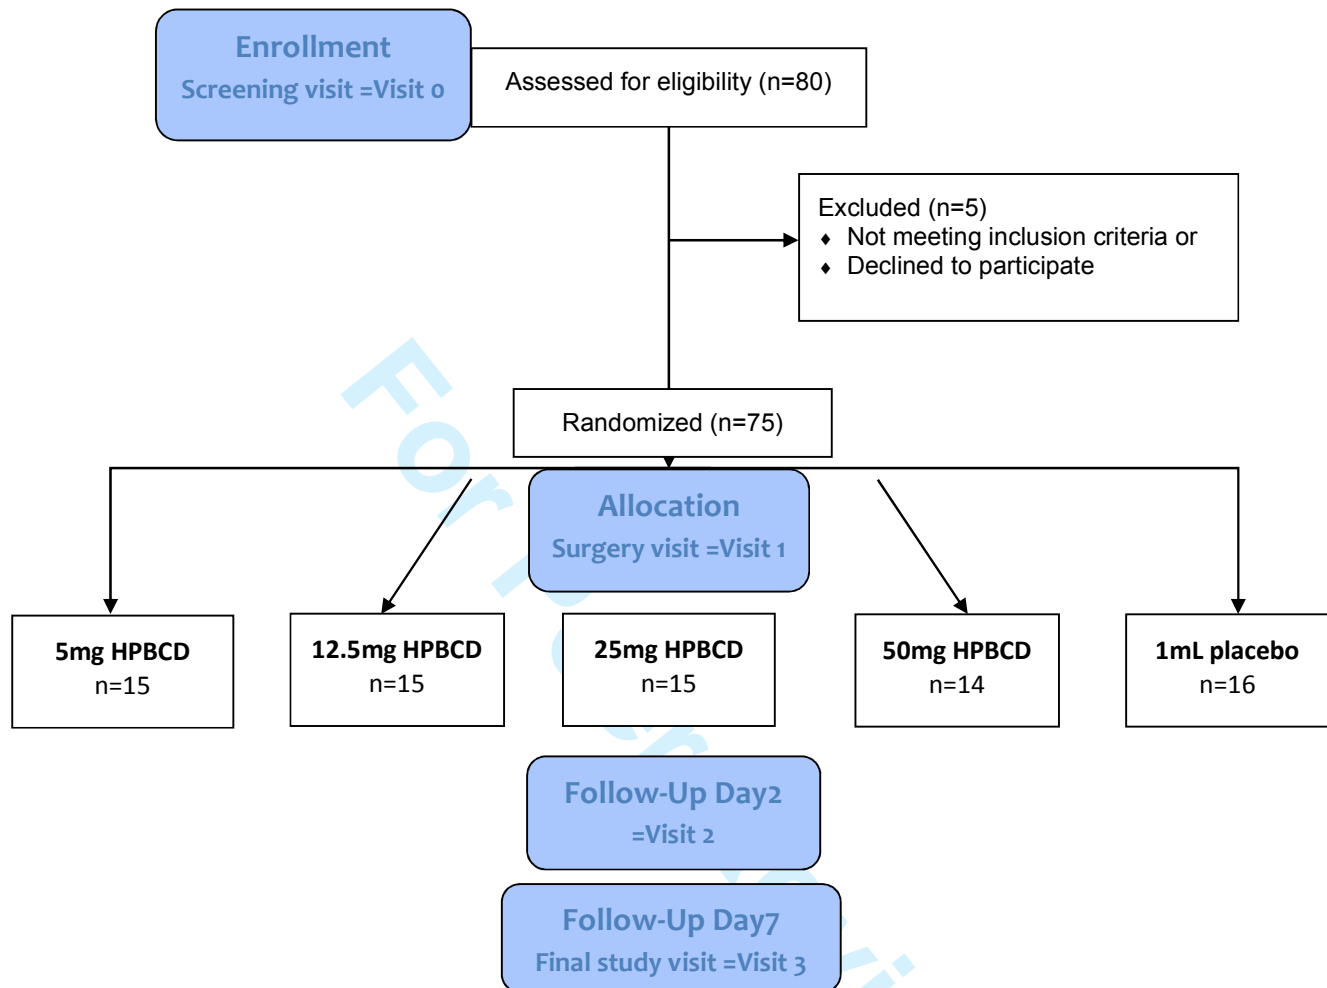 Enrollment
Screening visit =Visit 0
Assessed for eligibility (n=80)
Excluded (n=5)
♦ Not meeting inclusion criteria or
♦ Declined to participate
Randomized (n=75)
Allocation
Surgery visit =Visit 1
5mg HPBCD
n=15
12.5mg HPBCD
n=15
25mg HPBCD
n=15
50mg HPBCD
n=14
1mL placebo
n=16
Follow-Up Day2
=Visit 2
Follow-Up Day7
Final study visit =Visit 3
For